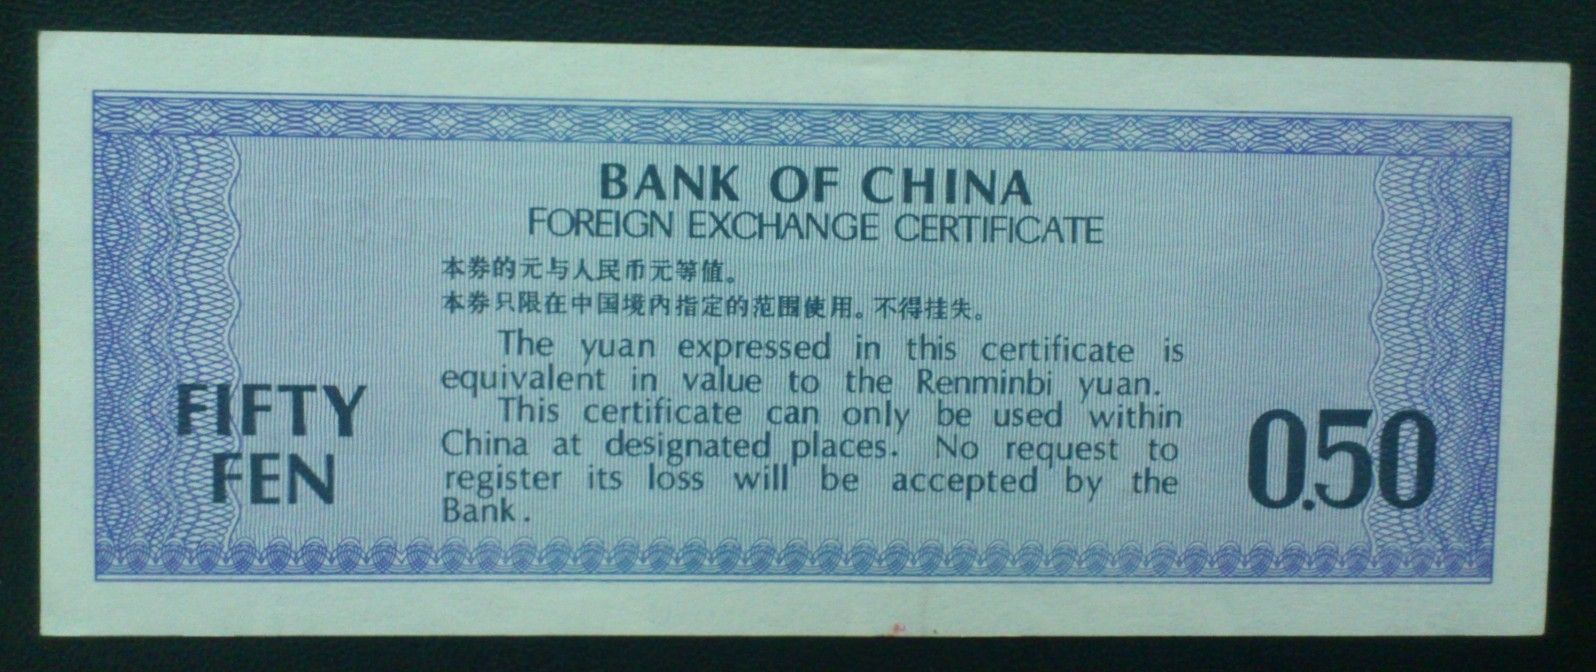 BANK OF CHINA
FOREIGN EXCHANGE CERTIFICATE
本券的元与人民币元等值。
本券只限在中国境内指定的范围使用。不得挂失。
The yuan expressed in this certificate is
equivalent in value to the Renminbi yuan.
This certificate can only be used within
China at designated places. No request to
register its loss will be accepted by the
Bank.
FIFTY
FEN
0.50